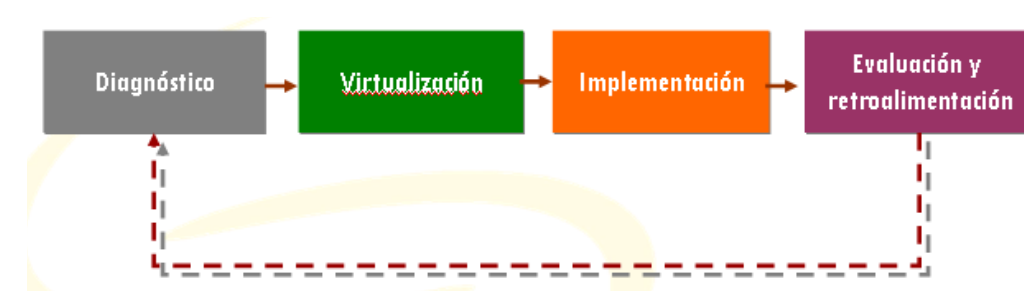 Diagnóstico
Virtualización
Implementación
Evaluación y
retroalimentación